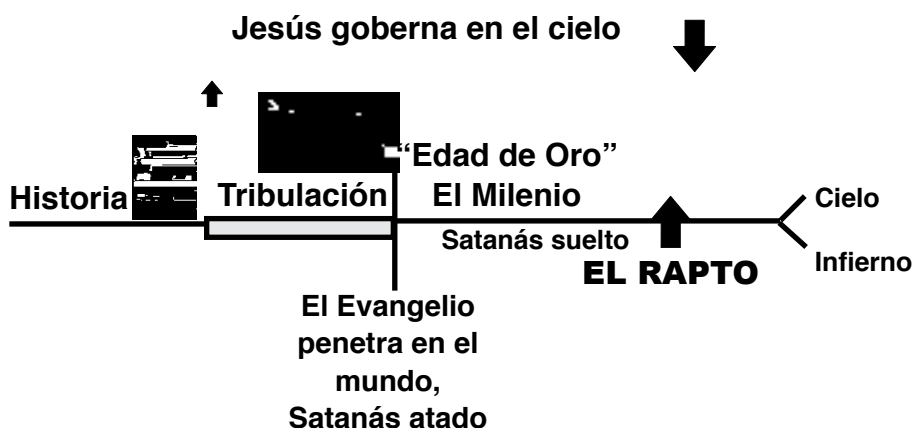 Jesús goberna en el cielo
“Edad de Oro”
Historia
Tribulación
El Milenio
Cielo
Satanás suelto
EL RAPTO
Infierno
El Evangelio
penetra en el
mundo,
Satanás atado